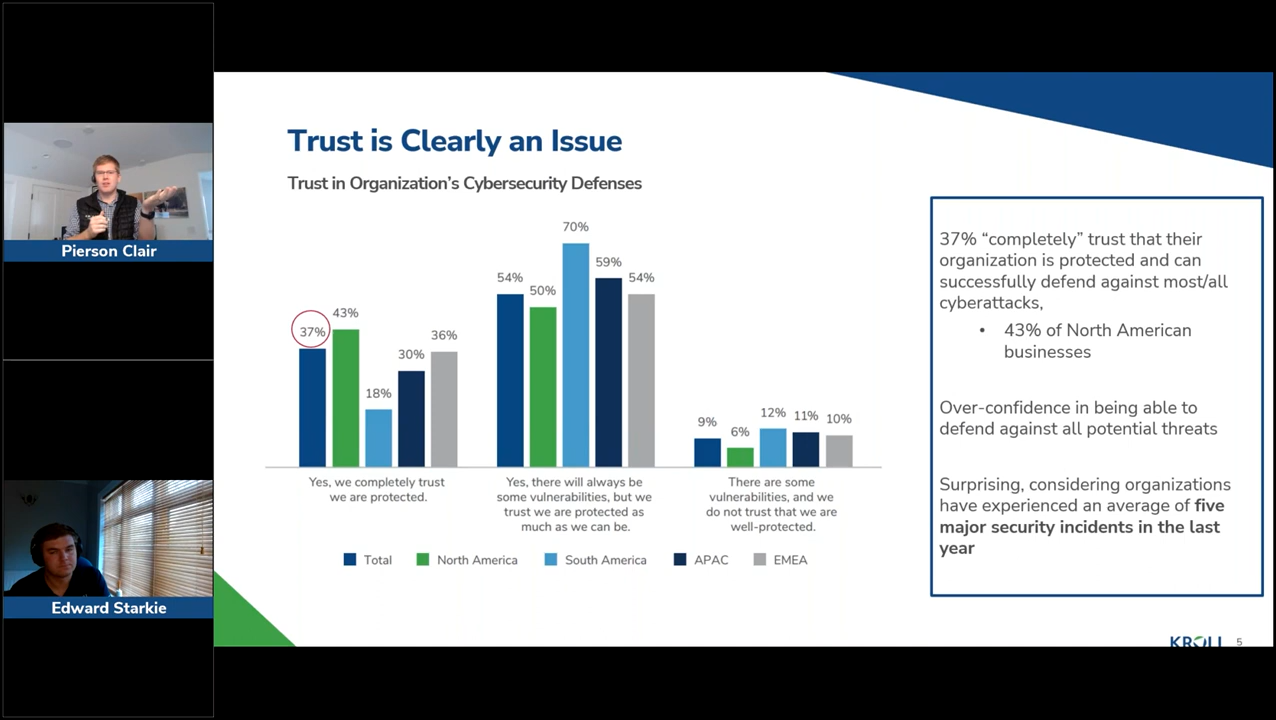 Pierson Clair
Edward Starkie
Trust is Clearly an Issue
Trust in Organization's Cybersecurity Defenses
37%
43%
18%
30%
36%
Yes, we completely trust
we are protected.
54%
50%
70%
59%
54%
Yes, there will always be
some vulnerabilities, but we
trust we are protected as
much as we can be.
9%
6%
12%
11%
10%
There are some
vulnerabilities, and we
do not trust that we are
well-protected.
Total
North America
South America
APAC
EMEA
37% “completely” trust that their
organization is protected and can
successfully defend against most/all
cyberattacks,
• 43% of North American
businesses
Over-confidence in being able to
defend against all potential threats
Surprising, considering organizations
have experienced an average of five
major security incidents in the last
year
KROLL
5